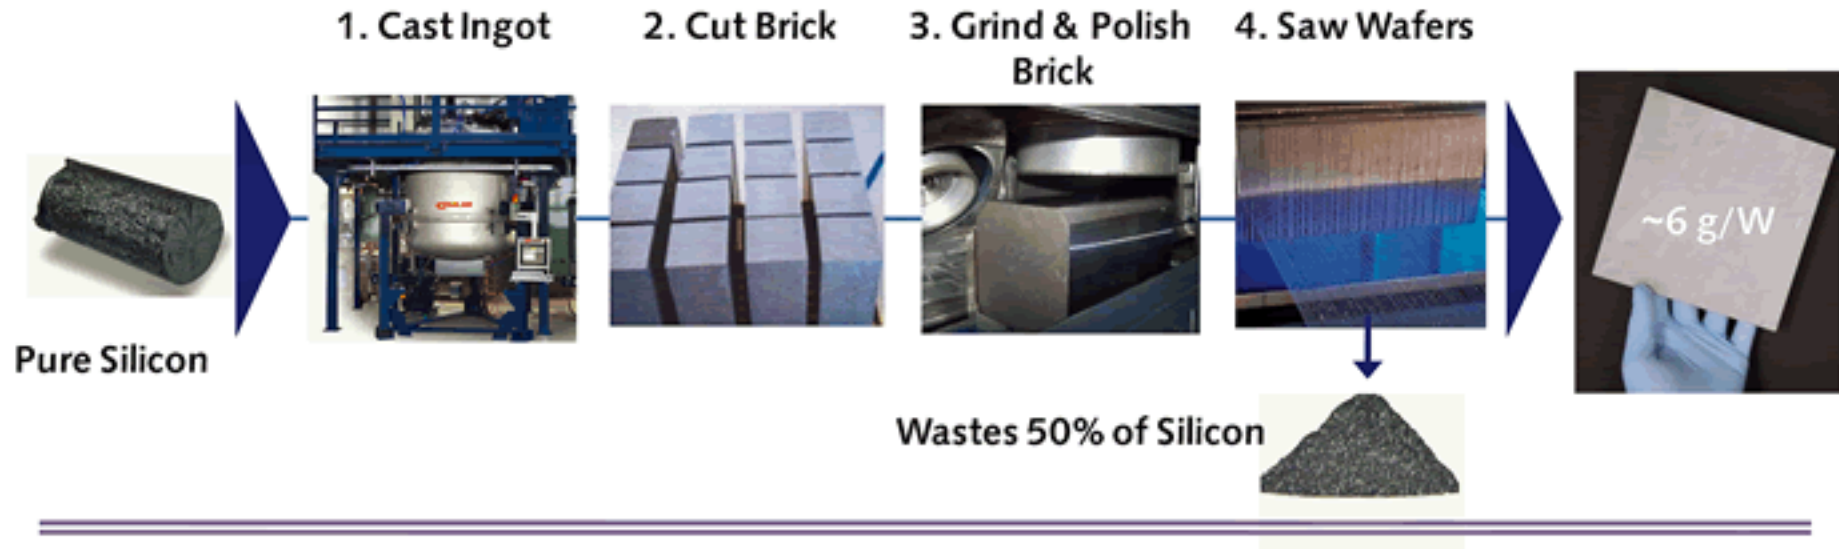 1. Cast Ingot
2. Cut Brick
3. Grind & Polish
Brick
4. Saw Wafers
~6 g/W
Pure Silicon
Wastes 50% of Silicon